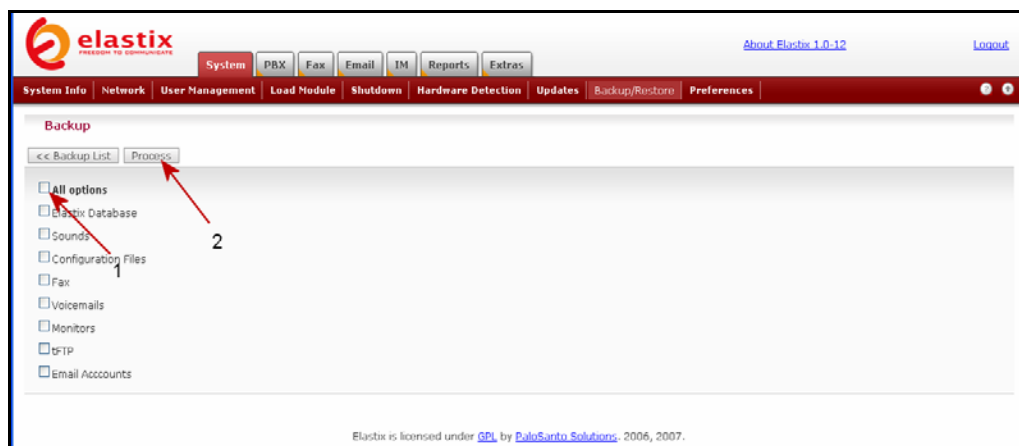 elastix
FREEDOM TO COMMUNICATE
About Elastix 1.0-12
Logout
System PBX Fax Email IM Reports Extras
System Info Network User Management Load Module Shutdown Hardware Detection Updates Backup/Restore Preferences
Backup
<< Backup List Process
All options
Elastix Database
Sounds
2
Configuration Files
1
Fax
Voicemails
Monitors
tFTP
Email Acccounts
Elastix is licensed under GPL by PaloSanto Solutions. 2006, 2007.